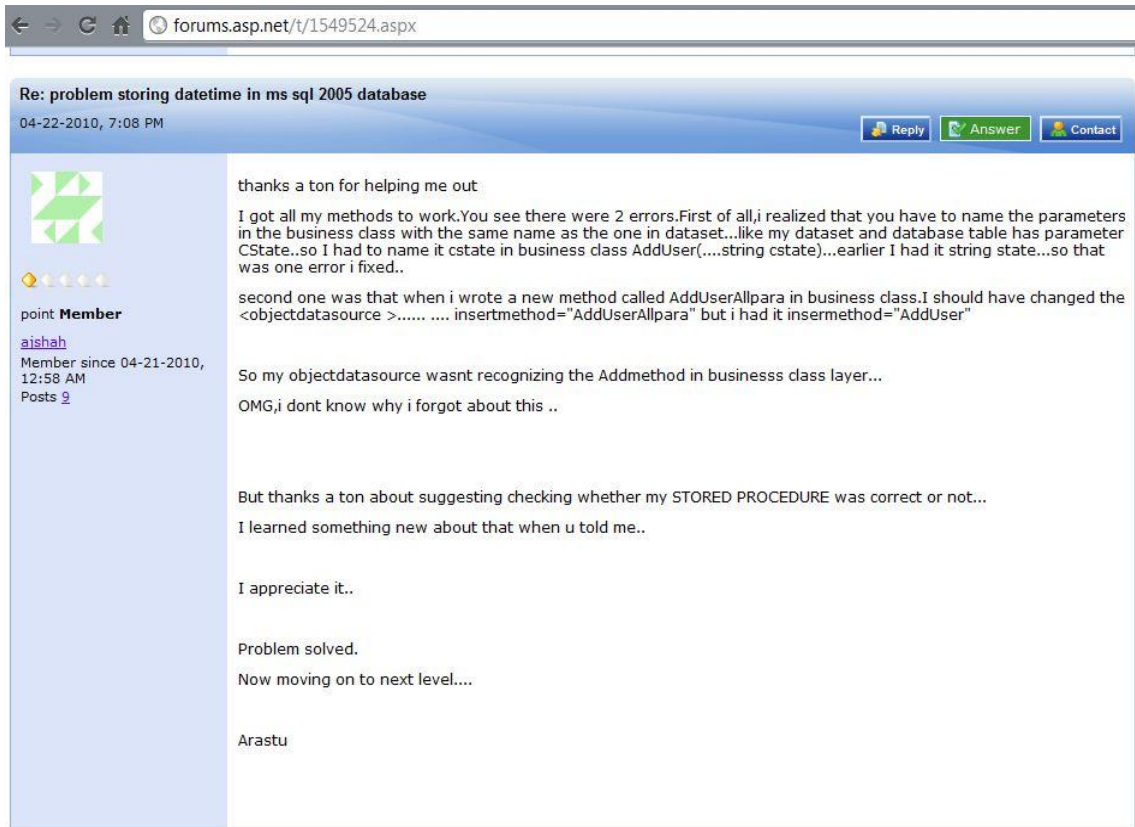 forums.asp.net/t/1549524.aspx
Re: problem storing datetime in ms sql 2005 database
04-22-2010, 7:08 PM
Reply
Answer
Contact
point Member
ajshah
Member since 04-21-2010,
12:58 AM
Posts 9
thanks a ton for helping me out
I got all my methods to work.You see there were 2 errors.First of all,i realized that you have to name the parameters
in the business class with the same name as the one in dataset...like my dataset and database table has parameter
CState..so I had to name it cstate in business class AddUser(....string cstate)...earlier I had it string state...so that
was one error i fixed..
second one was that when i wrote a new method called AddUserAllpara in business class.I should have changed the
<objectdatasource >...... .... insertmethod="AddUserAllpara" but i had it insermethod="AddUser"
So my objectdatasource wasnt recognizing the Addmethod in businesss class layer...
OMG,i dont know why i forgot about this ..
But thanks a ton about suggesting checking whether my STORED PROCEDURE was correct or not...
I learned something new about that when u told me..
I appreciate it..
Problem solved.
Now moving on to next level....
Arastu